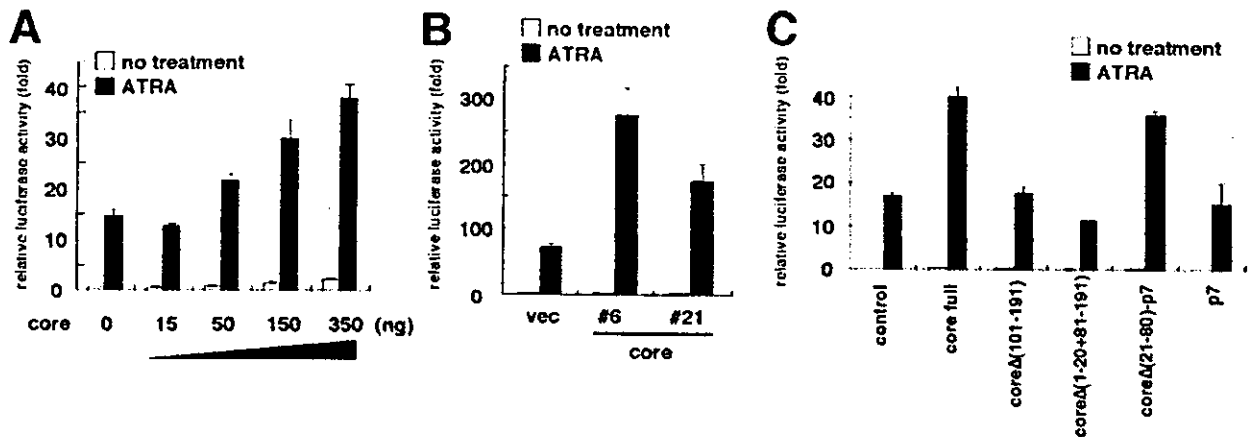 A
no treatment
ATRA
relative luciferase activity (fold)
40
30
20
10
0
core 0 15 50 150 350 (ng)
B
no treatment
ATRA
relative luciferase activity (fold)
300
200
100
0
vec #6 #21
core
C
no treatment
ATRA
relative luciferase activity (fold)
40
30
20
10
0
control
core full
coreΔ(101-191)
coreΔ(1-20+81-191)
coreΔ(21-80)-p7
p7